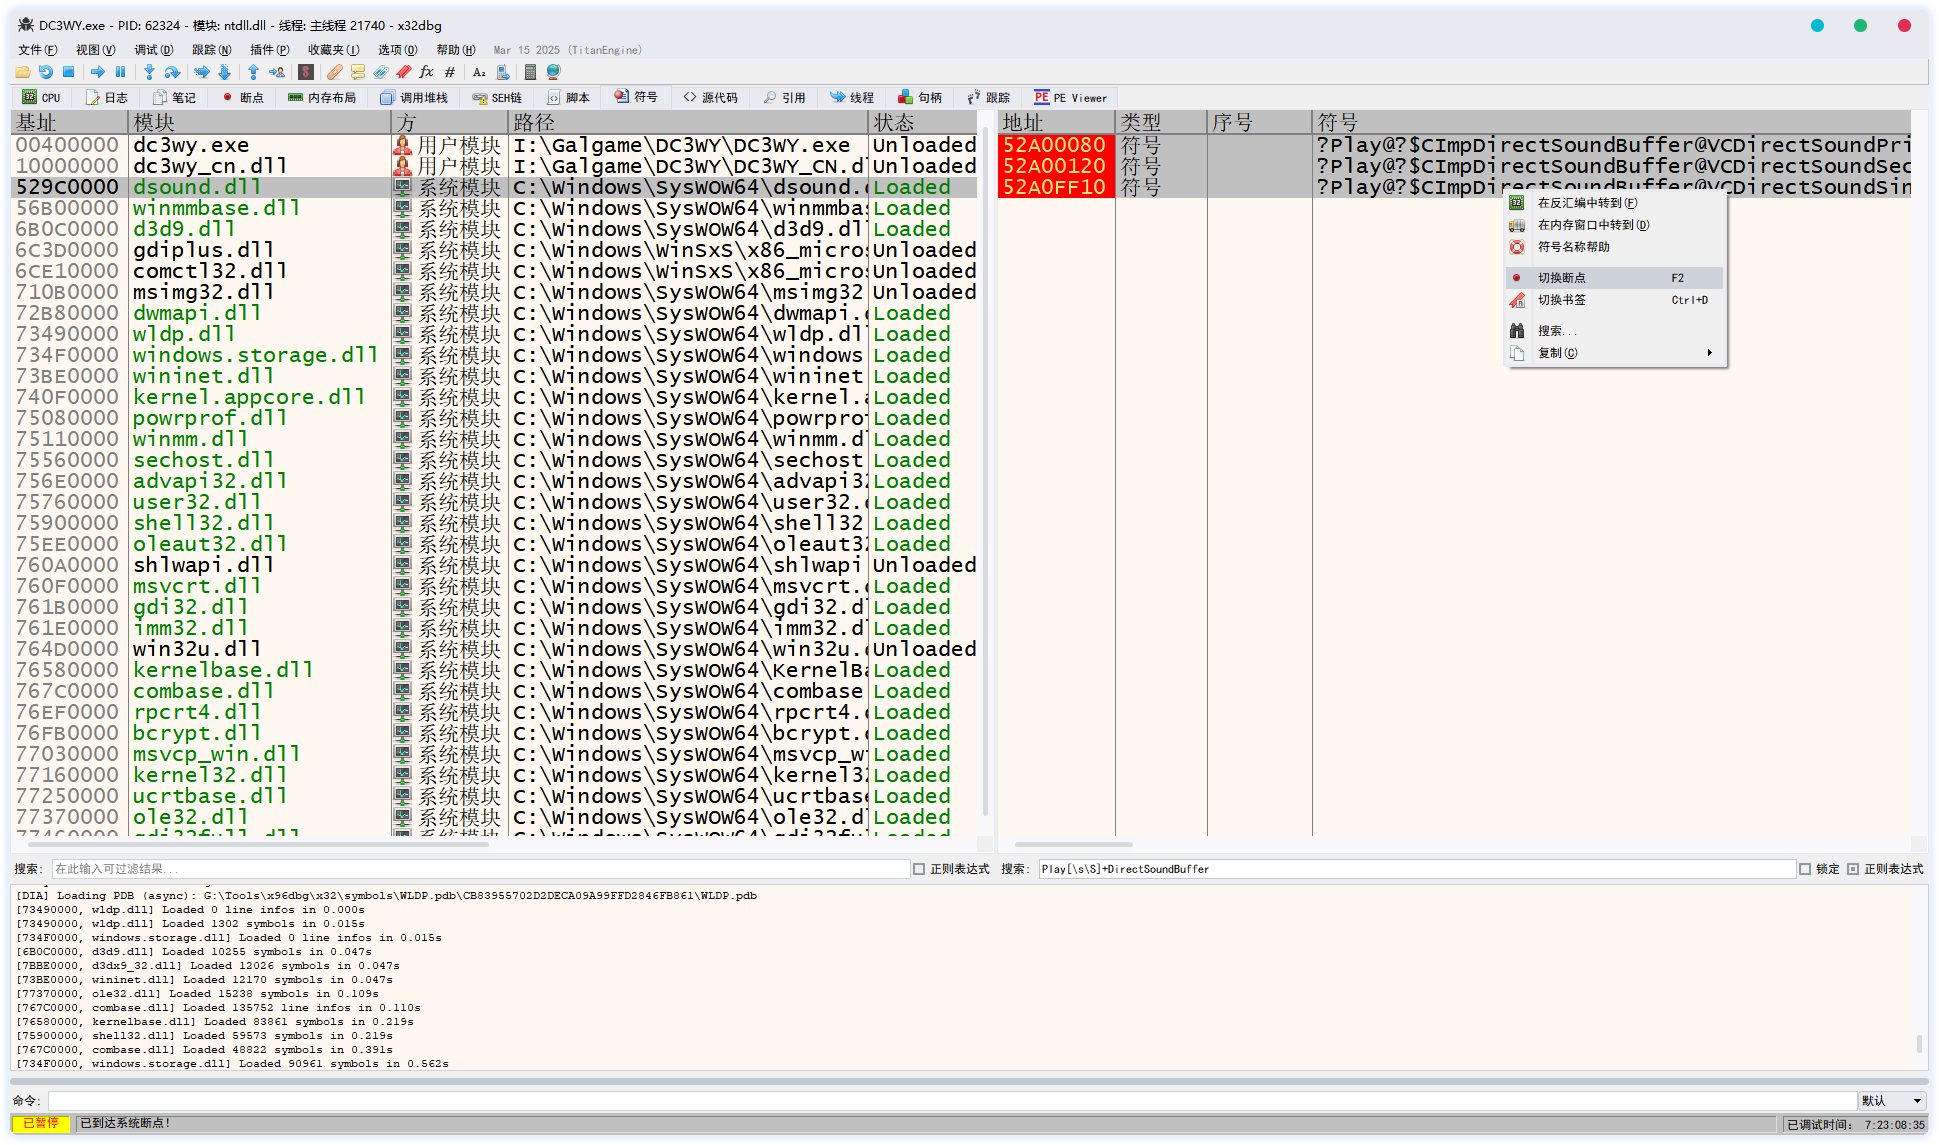 DC3WY.exe - PID: 62324 - 模块: ntdll.dll - 线程: 主线程 21740 - x32dbg
文件(F) 视图(V) 调试(D) 跟踪(N) 插件(P) 收藏夹(I) 选项(O) 帮助(H) Mar 15 2025 (TitanEngine)
CPU 日志 笔记 断点 内存布局 调用堆栈 SEH链 脚本 符号 源代码 引用 线程 句柄 跟踪 PE Viewer
基址 模块 方 路径 状态 地址 类型 序号 符号
00400000 dc3wy.exe 用户模块 I:\Galgame\DC3WY\DC3WY.exe Unloaded 52A00080 符号 ?Play@?$CImpDirectSoundBuffer@VCDirectSoundPri
10000000 dc3wy_cn.dll 用户模块 I:\Galgame\DC3WY\DC3WY_CN.d Unloaded 52A00120 符号 ?Play@?$CImpDirectSoundBuffer@VCDirectSoundSec
529C0000 dsound.dll 系统模块 C:\Windows\SysWOW64\dsound. Loaded 52A0FF10 符号 ?Play@?$CImpDirectSoundBuffer@VCDirectSoundSin
56B00000 winmmbase.dll 系统模块 C:\Windows\SysWOW64\winmmba Loaded
6B0C0000 d3d9.dll 系统模块 C:\Windows\SysWOW64\d3d9.dl Loaded
6C3D0000 gdiplus.dll 系统模块 C:\Windows\WinSxS\x86_micro Unloaded
6CE10000 comctl32.dll 系统模块 C:\Windows\WinSxS\x86_micro Unloaded
710B0000 msimg32.dll 系统模块 C:\Windows\SysWOW64\msimg32 Unloaded
72B80000 dwmapi.dll 系统模块 C:\Windows\SysWOW64\dwmapi. Loaded
73490000 wldp.dll 系统模块 C:\Windows\SysWOW64\wldp.dl Loaded
734F0000 windows.storage.dll 系统模块 C:\Windows\SysWOW64\windows Loaded
73BE0000 wininet.dll 系统模块 C:\Windows\SysWOW64\wininet Loaded
740F0000 kernel.appcore.dll 系统模块 C:\Windows\SysWOW64\kernel. Loaded
75080000 powrprof.dll 系统模块 C:\Windows\SysWOW64\powrpro Loaded
75110000 winmm.dll 系统模块 C:\Windows\SysWOW64\winmm.d Loaded
75560000 sechost.dll 系统模块 C:\Windows\SysWOW64\sechost Loaded
756E0000 advapi32.dll 系统模块 C:\Windows\SysWOW64\advapi3 Loaded
75760000 user32.dll 系统模块 C:\Windows\SysWOW64\user32. Loaded
75900000 shell32.dll 系统模块 C:\Windows\SysWOW64\shell32 Loaded
75EE0000 oleaut32.dll 系统模块 C:\Windows\SysWOW64\oleaut3 Loaded
760A0000 shlwapi.dll 系统模块 C:\Windows\SysWOW64\shlwapi Unloaded
760F0000 msvcrt.dll 系统模块 C:\Windows\SysWOW64\msvcrt. Loaded
761B0000 gdi32.dll 系统模块 C:\Windows\SysWOW64\gdi32.d Loaded
761E0000 imm32.dll 系统模块 C:\Windows\SysWOW64\imm32.d Loaded
764D0000 win32u.dll 系统模块 C:\Windows\SysWOW64\win32u. Unloaded
76580000 kernelbase.dll 系统模块 C:\Windows\SysWOW64\KernelB Loaded
767C0000 combase.dll 系统模块 C:\Windows\SysWOW64\combase Loaded
76EF0000 rpcrt4.dll 系统模块 C:\Windows\SysWOW64\rpcrt4. Loaded
76FB0000 bcrypt.dll 系统模块 C:\Windows\SysWOW64\bcrypt. Loaded
77030000 msvcp_win.dll 系统模块 C:\Windows\SysWOW64\msvcp_w Loaded
77160000 kernel32.dll 系统模块 C:\Windows\SysWOW64\kernel3 Loaded
77250000 ucrtbase.dll 系统模块 C:\Windows\SysWOW64\ucrtbas Loaded
77370000 ole32.dll 系统模块 C:\Windows\SysWOW64\ole32.d Loaded
77460000 gdi32full.dll 系统模块 C:\Windows\SysWOW64\gdi32fu Loaded
在反汇编中转到(F)
在内存窗口中转到(D)
符号名称帮助
切换断点 F2
切换书签 Ctrl+D
搜索...
复制(C)
搜索: 在此输入可过滤结果... 正则表达式 搜索: Play[\s\S]+DirectSoundBuffer 锁定 正则表达式
[DIA] Loading PDB (async): G:\Tools\x96dbg\x32\symbols\WLDP.pdb\CB83955702D2DECA09A99FFD2846FB861\WLDP.pdb
[73490000, wldp.dll] Loaded 0 line infos in 0.000s
[73490000, wldp.dll] Loaded 1302 symbols in 0.015s
[734F0000, windows.storage.dll] Loaded 0 line infos in 0.015s
[6B0C0000, d3d9.dll] Loaded 10255 symbols in 0.047s
[7BBE0000, d3dx9_32.dll] Loaded 12026 symbols in 0.047s
[73BE0000, wininet.dll] Loaded 12170 symbols in 0.047s
[77370000, ole32.dll] Loaded 15238 symbols in 0.109s
[767C0000, combase.dll] Loaded 135752 line infos in 0.110s
[76580000, kernelbase.dll] Loaded 83861 symbols in 0.219s
[75900000, shell32.dll] Loaded 59573 symbols in 0.219s
[767C0000, combase.dll] Loaded 48822 symbols in 0.391s
[734F0000, windows.storage.dll] Loaded 90961 symbols in 0.562s
命令: 默认
已暂停 已到达系统断点! 已调试时间: 7:23:08:35